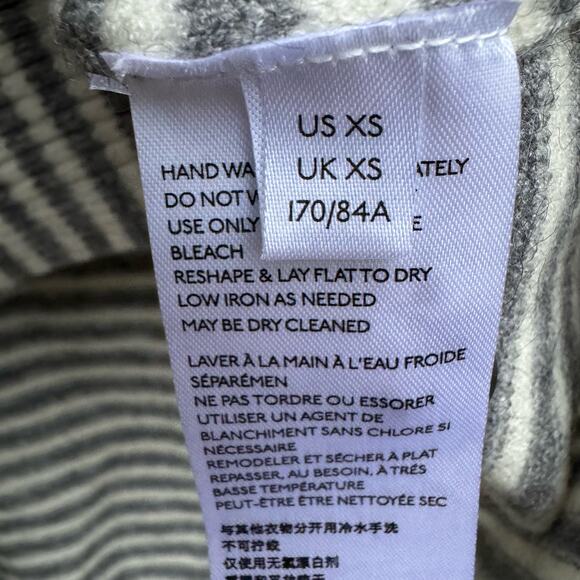 US XS
UK XS
170/84A
HAND WA ATELY
DO NOT
USE ONLY E
BLEACH
RESHAPE & LAY FLAT TO DRY
LOW IRON AS NEEDED
MAY BE DRY CLEANED
LAVER À LA MAIN À L'EAU FROIDE
SÉPARÉMEN
NE PAS TORDRE OU ESSORER
UTILISER UN AGENT DE
BLANCHIMENT SANS CHLORE SI
NÉCESSAIRE
REMODELER ET SÉCHER À PLAT
REPASSER, AU BESOIN, À TRÈS
BASSE TEMPÉRATURE
PEUT-ÊTRE ÊTRE NETTOYÉE SEC
与其他衣物分开用冷水手洗
不可拧绞
仅使用无氯漂白剂